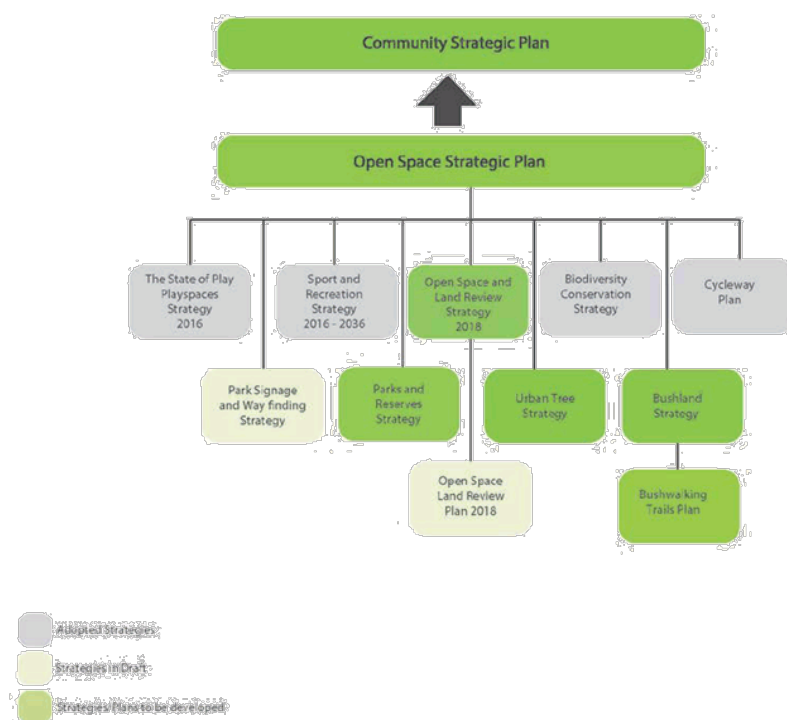 Community Strategic Plan
Open Space Strategic Plan
The State of Play
Playspaces
Strategy
2016
Sport and
Recreation
Strategy
2016 - 2036
Open Space and
Land Review
Strategy
2018
Biodiversity
Conservation
Strategy
Cycleway
Plan
Park Signage
and Way finding
Strategy
Parks and
Reserves
Strategy
Urban Tree
Strategy
Bushland
Strategy
Open Space
Land Review
Plan 2018
Bushwalking
Trails Plan
Adopted Strategies
Strategies in Draft
Strategies Plans to be developed